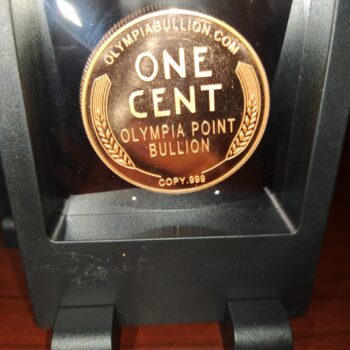 OLYMPIABULLION.COM
ONE
CENT
OLYMPIA POINT
BULLION
COPY.999